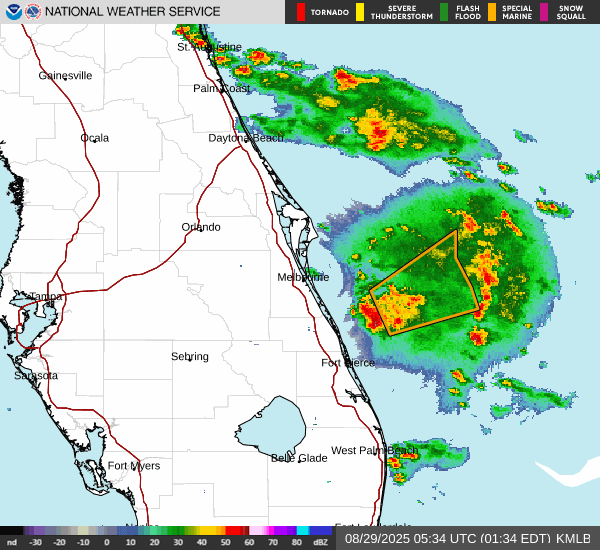 NATIONAL WEATHER SERVICE
TORNADO
SEVERE THUNDERSTORM
FLASH FLOOD
SPECIAL MARINE
SNOW SQUALL
St. Augustine
Gainesville
Palm Coast
Ocala
Daytona Beach
Orlando
Melbourne
Tampa
Sebring
Fort Pierce
Sarasota
West Palm Beach
Belle Glade
Fort Myers
nd -30 -20 -10 0 10 20 30 40 50 60 70 80 dBZ
08/29/2025 05:34 UTC (01:34 EDT) KMLB